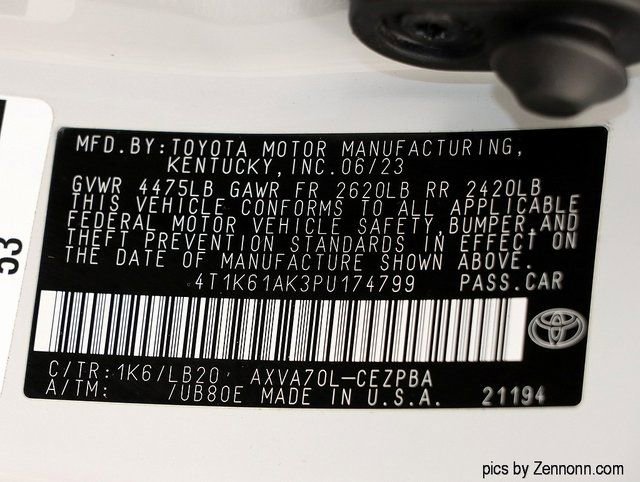 MFD.BY:TOYOTA MOTOR MANUFACTURING,
KENTUCKY, INC. 06/23
GVWR 4475LB GAWR FR 2620LB RR 2420LB
THIS VEHICLE CONFORMS TO ALL APPLICABLE
FEDERAL MOTOR VEHICLE SAFETY, BUMPER, AND
THEFT PREVENTION STANDARDS IN EFFECT ON
THE DATE OF MANUFACTURE SHOWN ABOVE.
4T1K61AK3PU174799 PASS.CAR
C/TR: 1K6/LB20 AXVA70L-CEZPBA
A/TM: /UB80E MADE IN U.S.A. 21194
53
pics by Zennonn.com